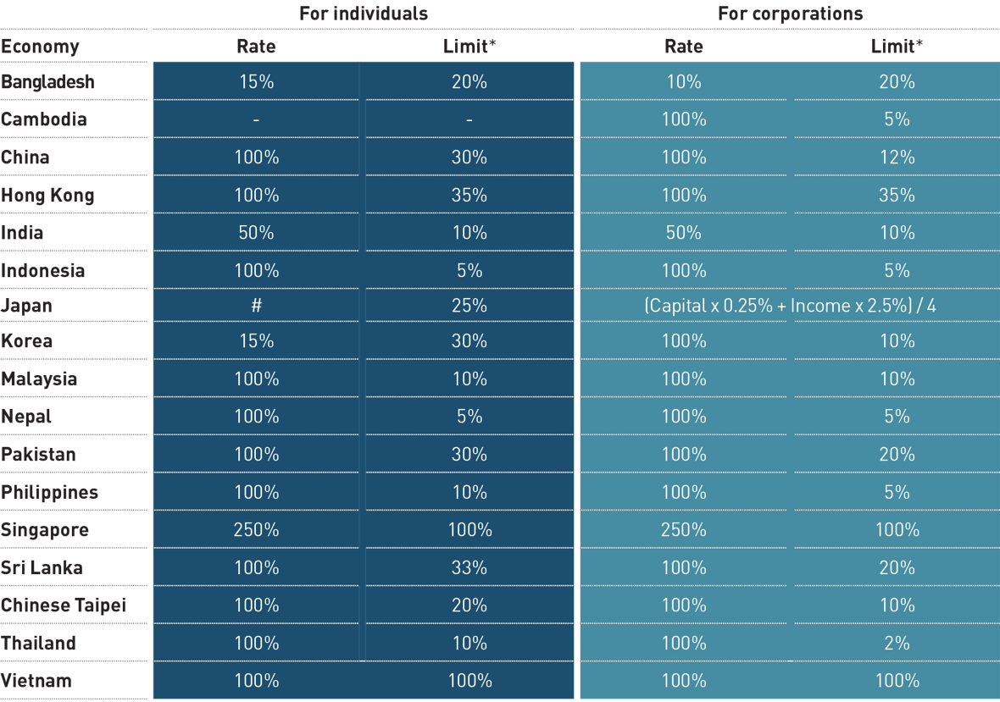 For individuals For corporations
Economy Rate Limit* Rate Limit*
Bangladesh 15% 20% 10% 20%
Cambodia - - 100% 5%
China 100% 30% 100% 12%
Hong Kong 100% 35% 100% 35%
India 50% 10% 50% 10%
Indonesia 100% 5% 100% 5%
Japan # 25% (Capital x 0.25% + Income x 2.5%) / 4
Korea 15% 30% 100% 10%
Malaysia 100% 10% 100% 10%
Nepal 100% 5% 100% 5%
Pakistan 100% 30% 100% 20%
Philippines 100% 10% 100% 5%
Singapore 250% 100% 250% 100%
Sri Lanka 100% 33% 100% 20%
Chinese Taipei 100% 20% 100% 10%
Thailand 100% 10% 100% 2%
Vietnam 100% 100% 100% 100%